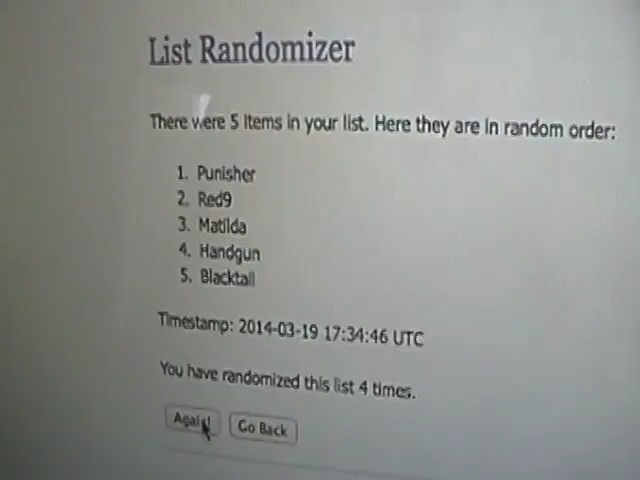 List Randomizer
There were 5 items in your list. Here they are in random order:
1. Punisher
2. Red9
3. Matilda
4. Handgun
5. Blacktail
Timestamp: 2014-03-19 17:34:46 UTC
You have randomized this list 4 times.
Again! Go Back